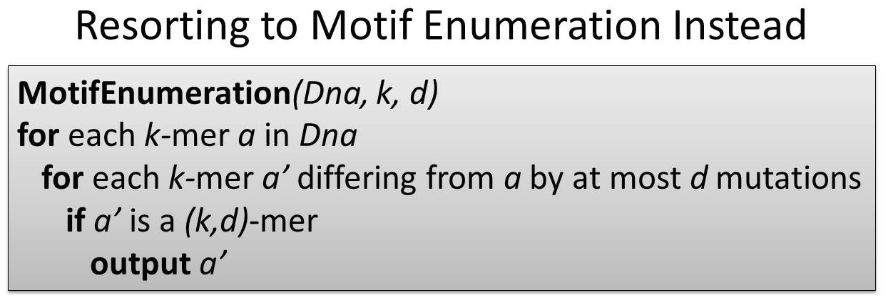 Resorting to Motif Enumeration Instead
MotifEnumeration(Dna, k, d)
for each k-mer a in Dna
for each k-mer a’ differing from a by at most d mutations
if a’ is a (k,d)-mer
output a’